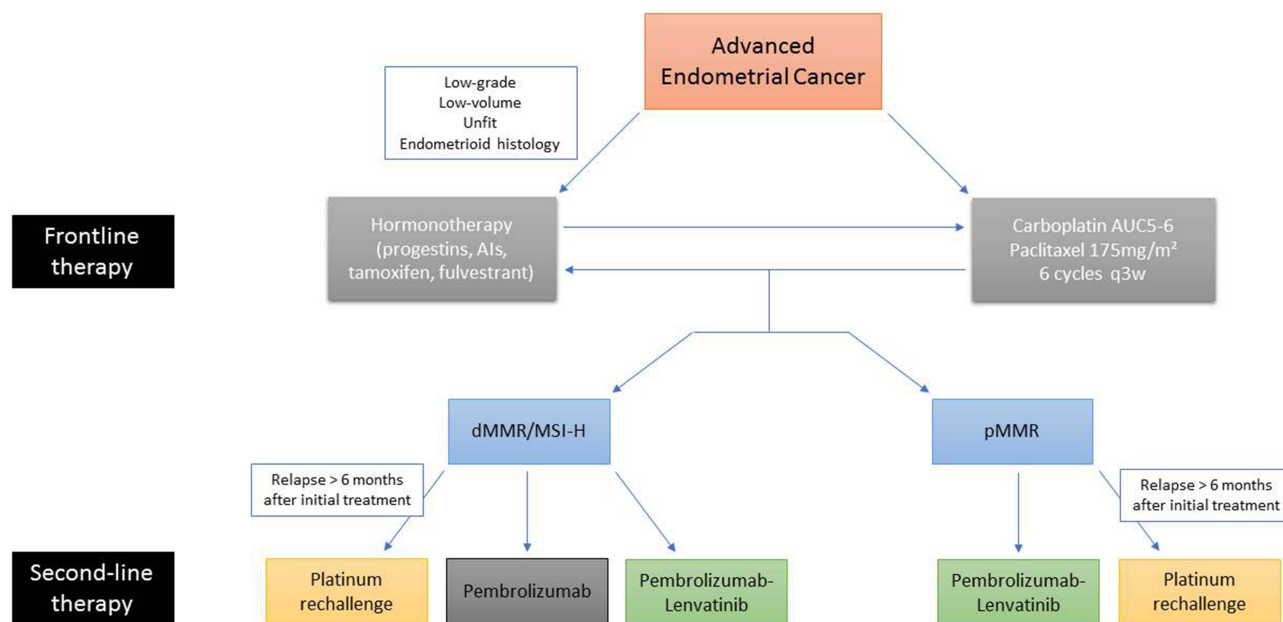 Advanced
Endometrial Cancer
Low-grade
Low-volume
Unfit
Endometrioid histology
Frontline
therapy
Hormonotherapy
(progestins, AIs,
tamoxifen, fulvestrant)
Carboplatin AUC5-6
Paclitaxel 175mg/m²
6 cycles q3w
dMMR/MSI-H
pMMR
Relapse > 6 months
after initial treatment
Relapse > 6 months
after initial treatment
Second-line
therapy
Platinum
rechallenge
Pembrolizumab
Pembrolizumab-
Lenvatinib
Pembrolizumab-
Lenvatinib
Platinum
rechallenge